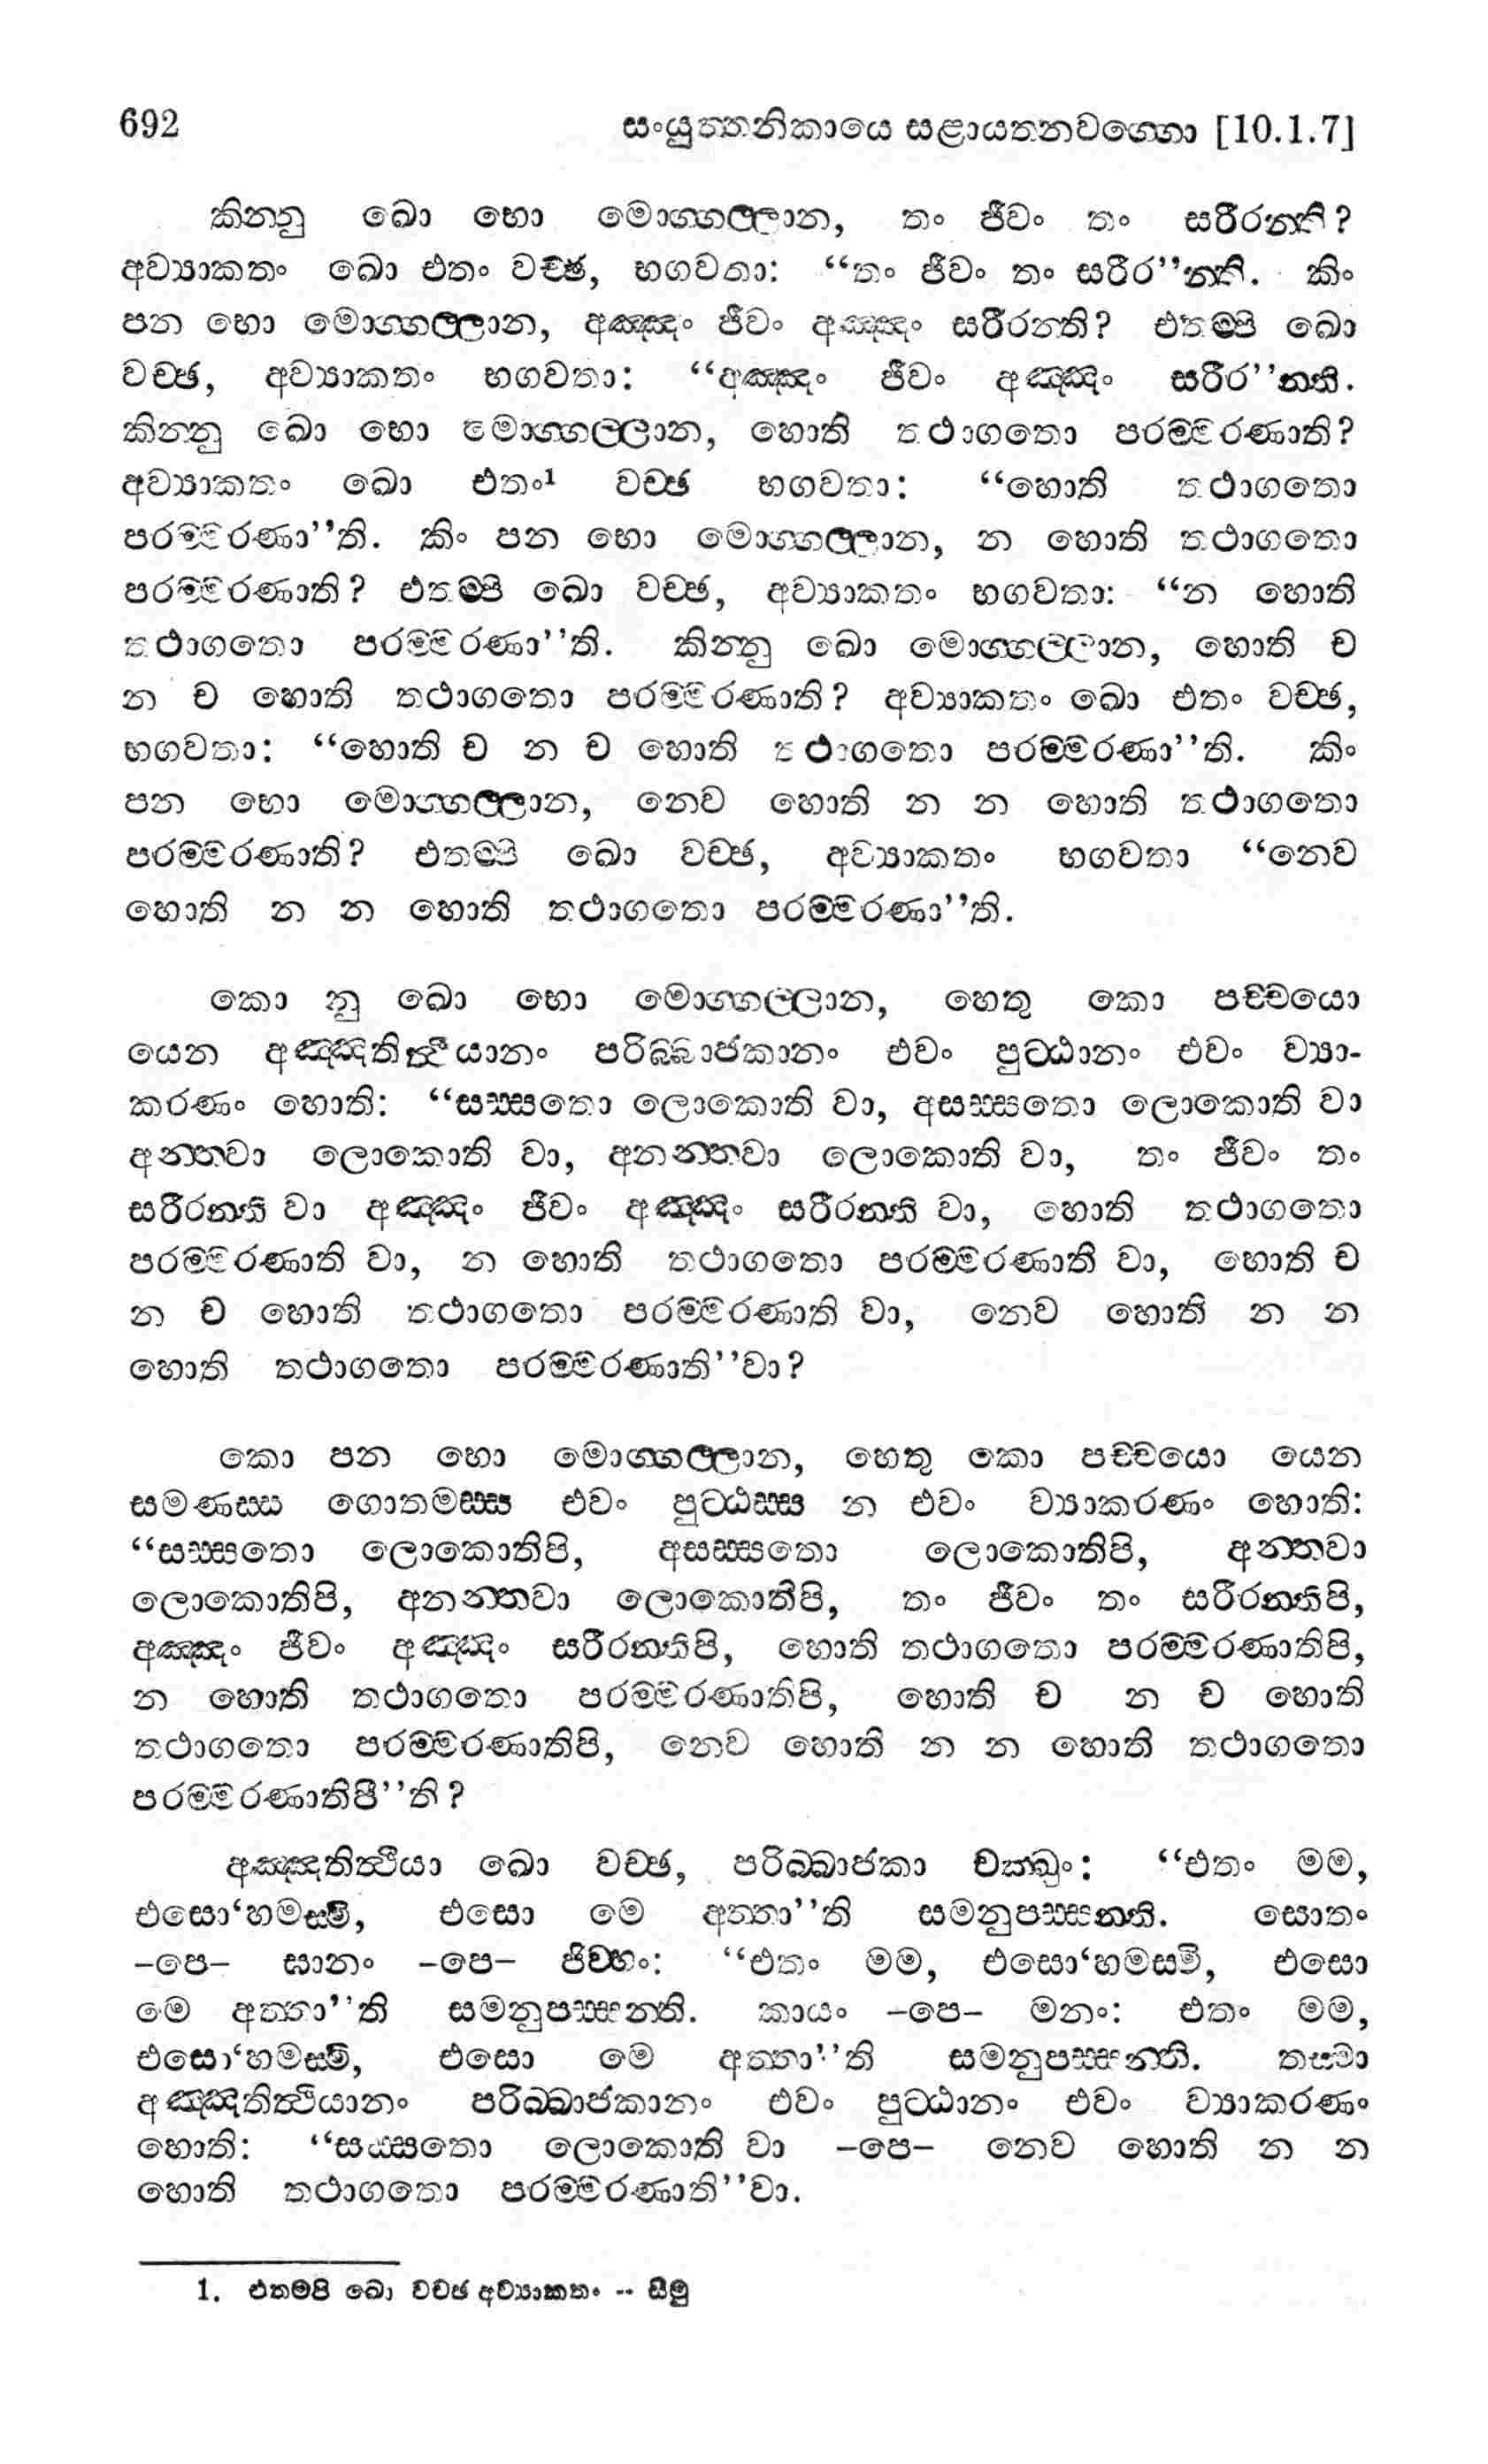 692 සංයුත්තනිකායෙ සළායතනවග්ගො [10.1.7]
කින්නු ඛො භො මොග්ගල්ලාන, තං ජීවං තං සරීරන්ති?
අව්‍යාකතං ඛො එතං වච්ඡ, භගවතා: “තං ජීවං තං සරීර”න්ති. කිං
පන භො මොග්ගල්ලාන, අඤ්ඤං ජීවං අඤ්ඤං සරීරන්ති? එතම්පි ඛො
වච්ඡ, අව්‍යාකතං භගවතා: “අඤ්ඤං ජීවං අඤ්ඤං සරීර”න්ති.
කින්නු ඛො භො මොග්ගල්ලාන, හොති තථාගතො පරම්මරණාති?
අව්‍යාකතං ඛො එතං1 වච්ඡ භගවතා: “හොති තථාගතො
පරම්මරණා”ති. කිං පන භො මොග්ගල්ලාන, න හොති තථාගතො
පරම්මරණාති? එතම්පි ඛො වච්ඡ, අව්‍යාකතං භගවතා: “න හොති
තථාගතො පරම්මරණා”ති. කින්නු ඛො මොග්ගල්ලාන, හොති ච
න ච හොති තථාගතො පරම්මරණාති? අව්‍යාකතං ඛො එතං වච්ඡ,
භගවතා: “හොති ච න ච හොති තථාගතො පරම්මරණා”ති. කිං
පන භො මොග්ගල්ලාන, නෙව හොති න න හොති තථාගතො
පරම්මරණාති? එතම්පි ඛො වච්ඡ, අව්‍යාකතං භගවතා “නෙව
හොති න න හොති තථාගතො පරම්මරණා”ති.
කො නු ඛො භො මොග්ගල්ලාන, හෙතු කො පච්චයො
යෙන අඤ්ඤතිත්ථියානං පරිබ්බාජකානං එවං පුට්ඨානං එවං ව්‍යා-
කරණං හොති: “සස්සතො ලොකොති වා, අසස්සතො ලොකොති වා
අන්තවා ලොකොති වා, අනන්තවා ලොකොති වා, තං ජීවං තං
සරීරන්ති වා අඤ්ඤං ජීවං අඤ්ඤං සරීරන්ති වා, හොති තථාගතො
පරම්මරණාති වා, න හොති තථාගතො පරම්මරණාති වා, හොති ච
න ච හොති තථාගතො පරම්මරණාති වා, නෙව හොති න න
හොති තථාගතො පරම්මරණාති”වා?
කො පන භො මොග්ගල්ලාන, හෙතු කො පච්චයො යෙන
සමණස්ස ගොතමස්ස එවං පුට්ඨස්ස න එවං ව්‍යාකරණං හොති:
“සස්සතො ලොකොතිපි, අසස්සතො ලොකොතිපි, අන්තවා
ලොකොතිපි, අනන්තවා ලොකොතිපි, තං ජීවං තං සරීරන්තිපි,
අඤ්ඤං ජීවං අඤ්ඤං සරීරන්තිපි, හොති තථාගතො පරම්මරණාතිපි,
න හොති තථාගතො පරම්මරණාතිපි, හොති ච න ච හොති
තථාගතො පරම්මරණාතිපි, නෙව හොති න න හොති තථාගතො
පරම්මරණාතිපී”ති?
අඤ්ඤතිත්ථියා ඛො වච්ඡ, පරිබ්බාජකා චක්ඛුං: “එතං මම,
එසො‘හමස්මි, එසො මෙ අත්තා”ති සමනුපස්සන්ති. සොතං
–පෙ– ඝානං –පෙ– ජිව්හං: “එතං මම, එසො‘හමස්මි, එසො
මෙ අත්තා”ති සමනුපස්සන්ති. කායං –පෙ– මනං: එතං මම,
එසො‘හමස්මි, එසො මෙ අත්තා”ති සමනුපස්සන්ති. තස්මා
අඤ්ඤතිත්ථියානං පරිබ්බාජකානං එවං පුට්ඨානං එවං ව්‍යාකරණං
හොති: “සස්සතො ලොකොති වා –පෙ– නෙව හොති න න
හොති තථාගතො පරම්මරණාති”වා.
1. එතම්පි ඛො වච්ඡ අව්‍යාකතං -- සීමු